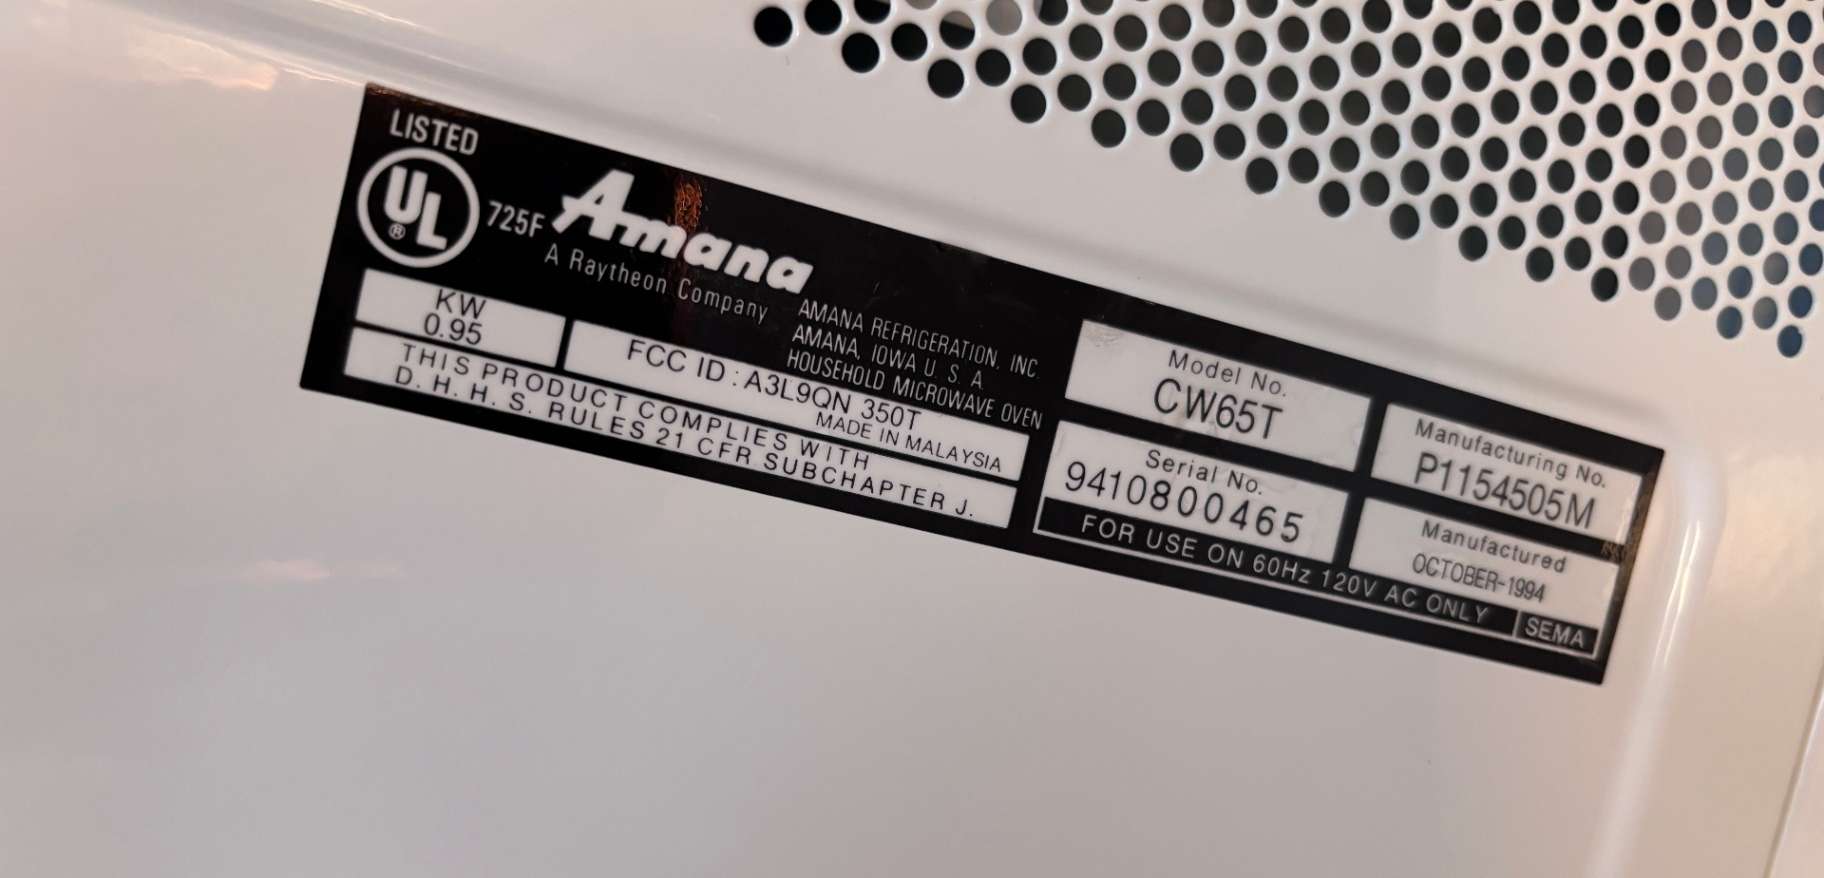 LISTED
UL®
725F
Amana
A Raytheon Company
AMANA REFRIGERATION, INC.
AMANA, IOWA U. S. A.
HOUSEHOLD MICROWAVE OVEN
KW
0.95
FCC ID : A3L9QN 350T
MADE IN MALAYSIA
THIS PRODUCT COMPLIES WITH
D. H. H. S. RULES 21 CFR SUBCHAPTER J.
Model No.
CW65T
Manufacturing No.
P1154505M
Serial No.
9410800465
Manufactured
OCTOBER-1994
FOR USE ON 60Hz 120V AC ONLY
SEMA